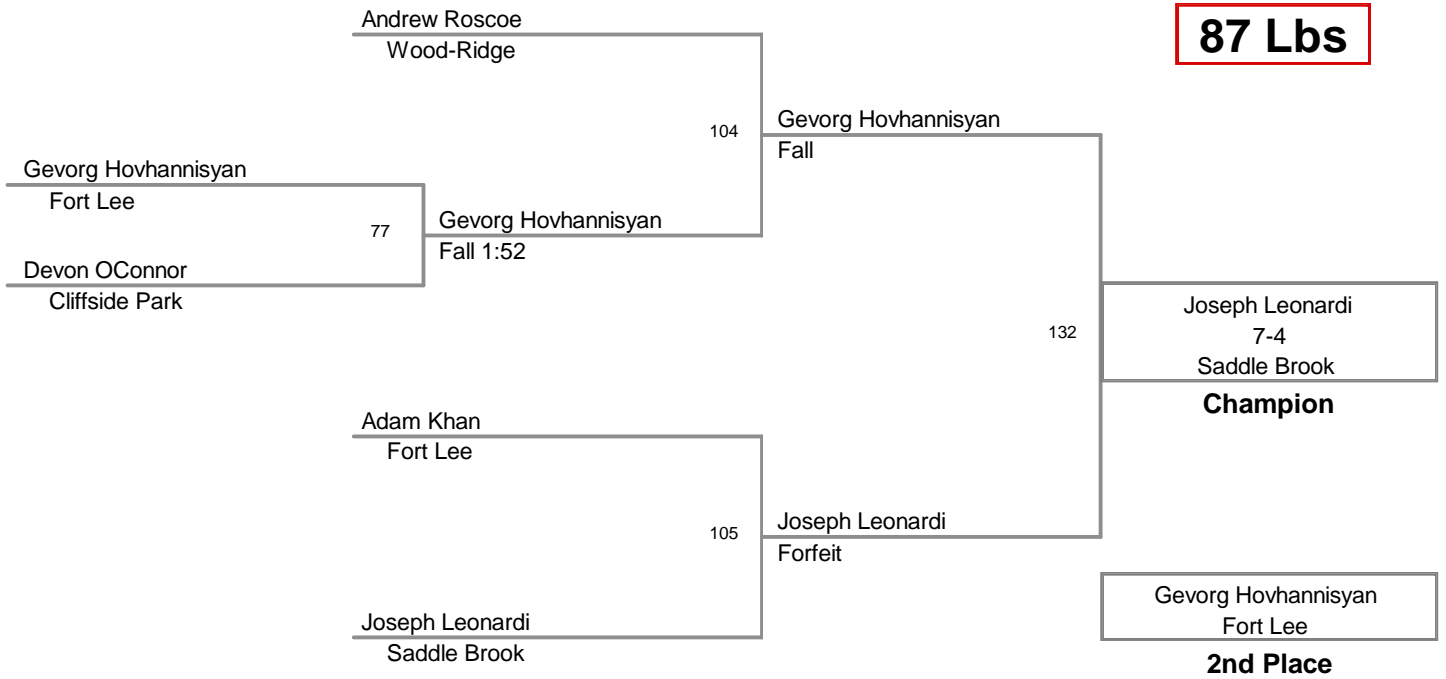 87 Lbs
Andrew Roscoe
Wood-Ridge
104
Gevorg Hovhannisyan
Fall
Gevorg Hovhannisyan
Fort Lee
77
Gevorg Hovhannisyan
Fall 1:52
Devon OConnor
Cliffside Park
132
Joseph Leonardi
7-4
Saddle Brook
Champion
Adam Khan
Fort Lee
105
Joseph Leonardi
Forfeit
Joseph Leonardi
Saddle Brook
Gevorg Hovhannisyan
Fort Lee
2nd Place